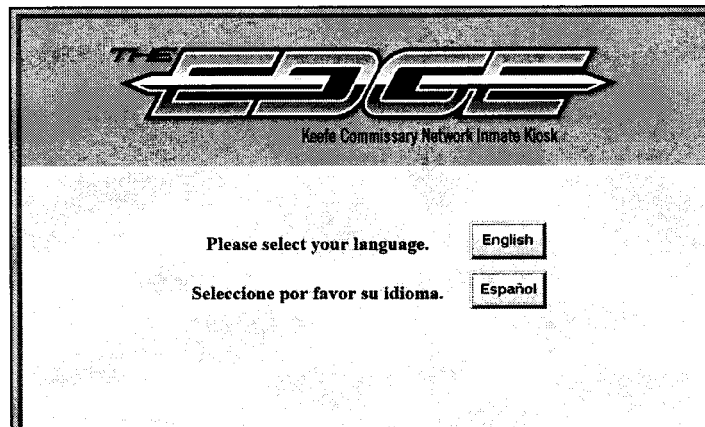 THE
EDGE
Keefe Commissary Network Inmate Kiosk
Please select your language.
English
Seleccione por favor su idioma.
Español